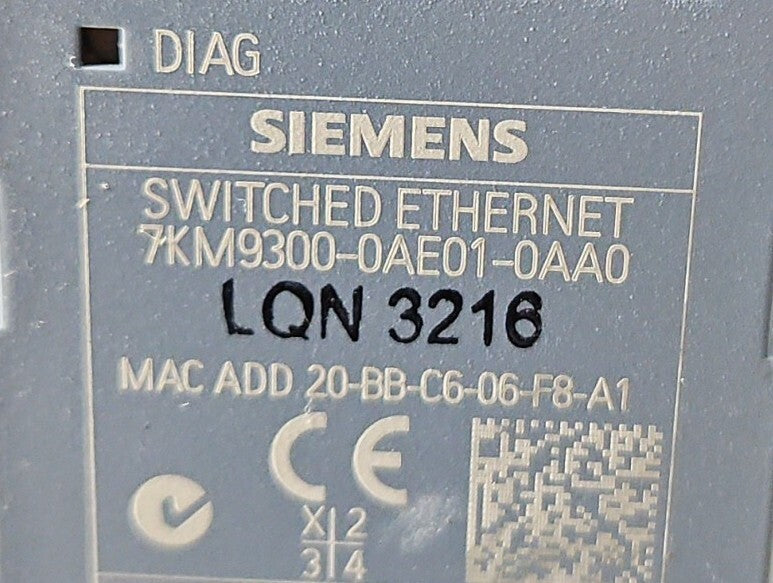 DIAG
SIEMENS
SWITCHED ETHERNET
7KM9300-0AE01-0AA0
LQN 3216
MAC ADD 20-BB-C6-06-F8-A1
CE
X 2
3 4